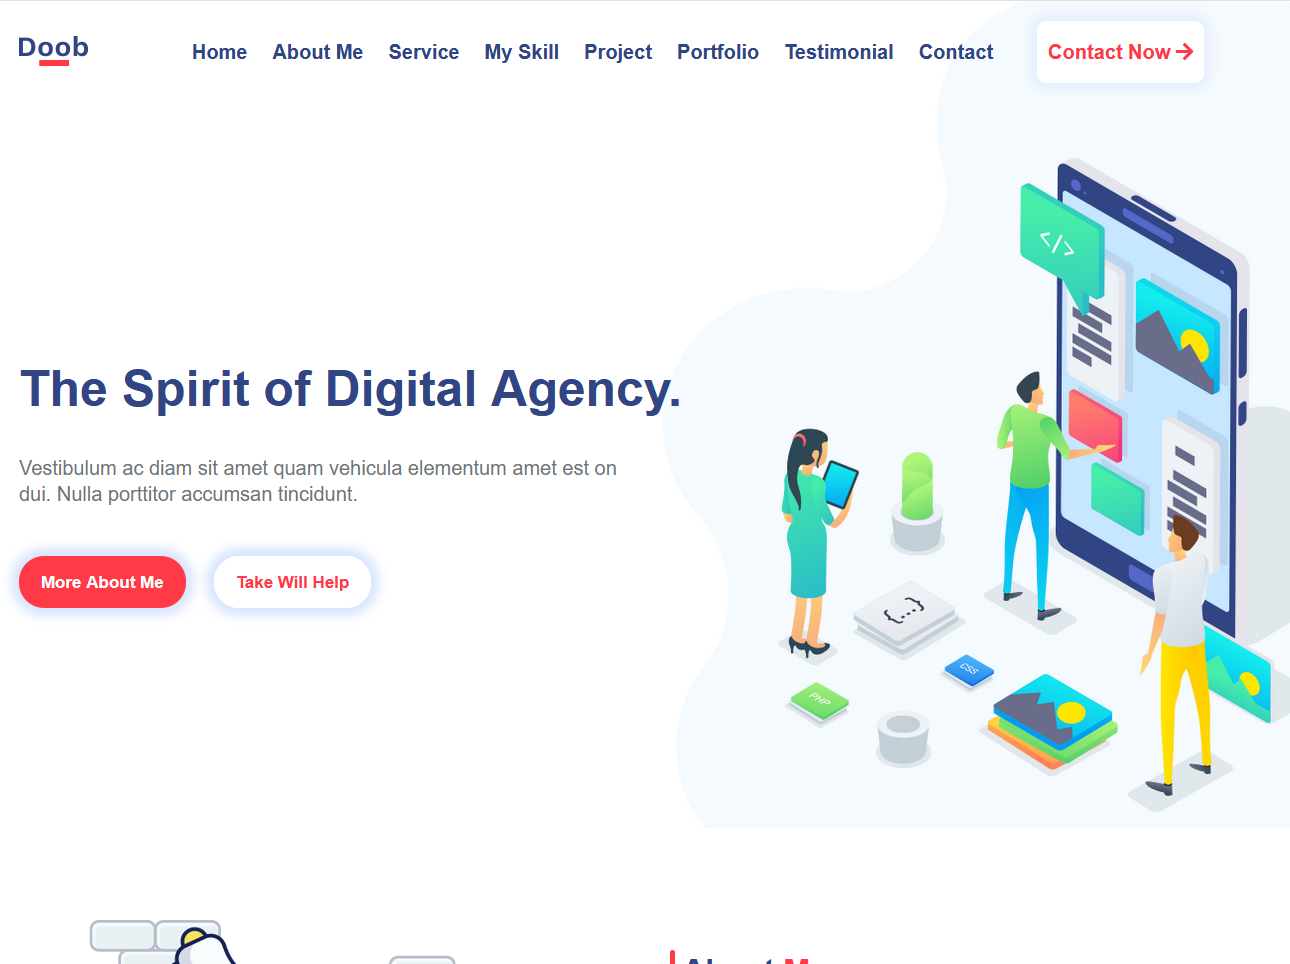 Doob
Home About Me Service My Skill Project Portfolio Testimonial Contact Contact Now
</>
The Spirit of Digital Agency.
Vestibulum ac diam sit amet quam vehicula elementum amet est on
dui. Nulla porttitor accumsan tincidunt.
More About Me Take Will Help
{...}
CSS
PHP
About M